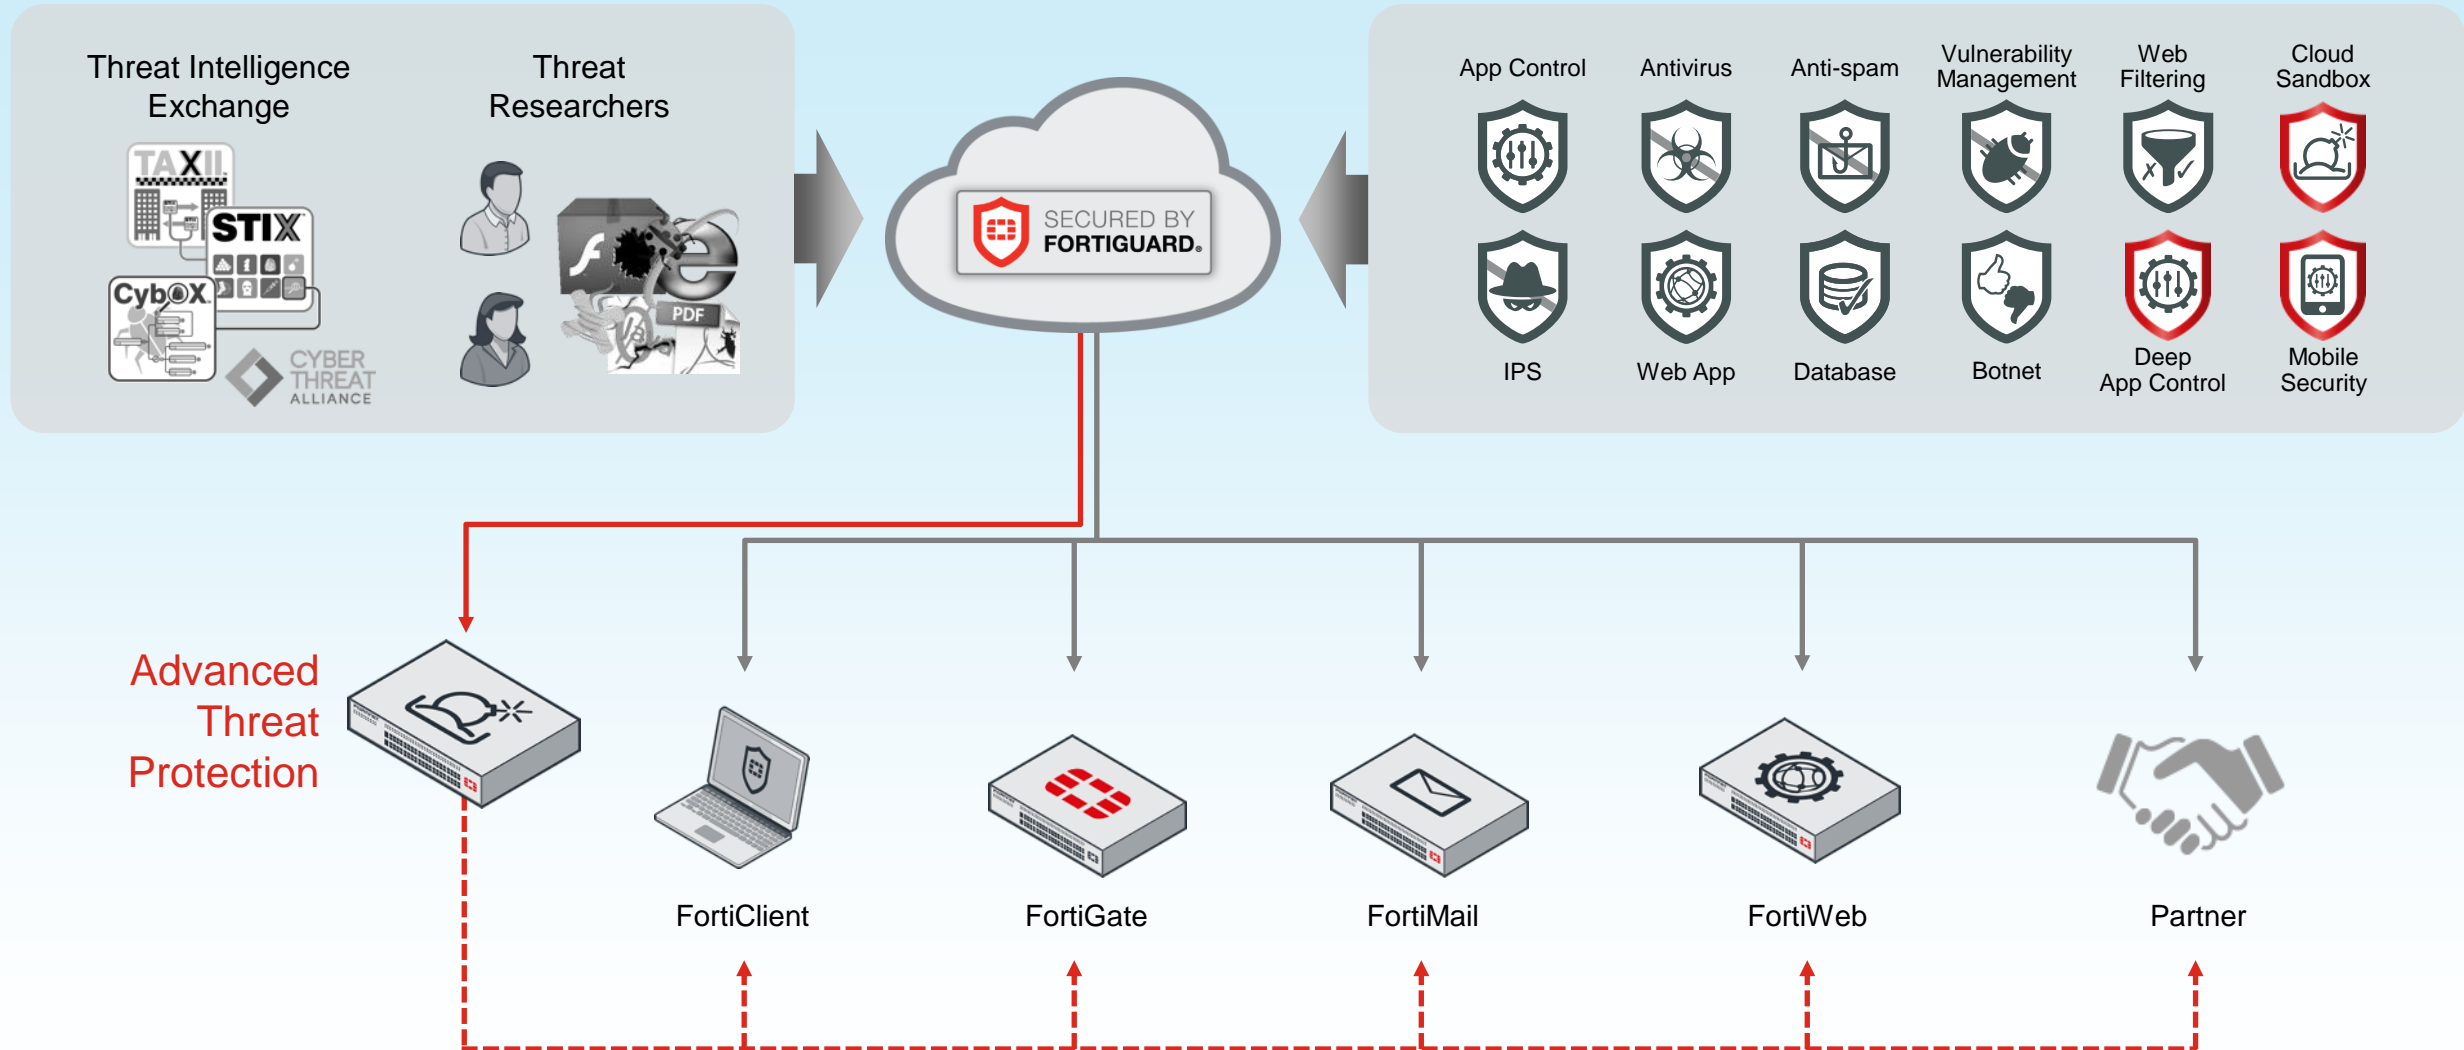 Threat Intelligence
Exchange
Threat
Researchers
TAXII
STIX
CybOX
CYBER
THREAT
ALLIANCE
PDF
SECURED BY
FORTIGUARD®
App Control
Antivirus
Anti-spam
Vulnerability
Management
Web
Filtering
Cloud
Sandbox
IPS
Web App
Database
Botnet
Deep
App Control
Mobile
Security
Advanced
Threat
Protection
FortiClient
FortiGate
FortiMail
FortiWeb
Partner